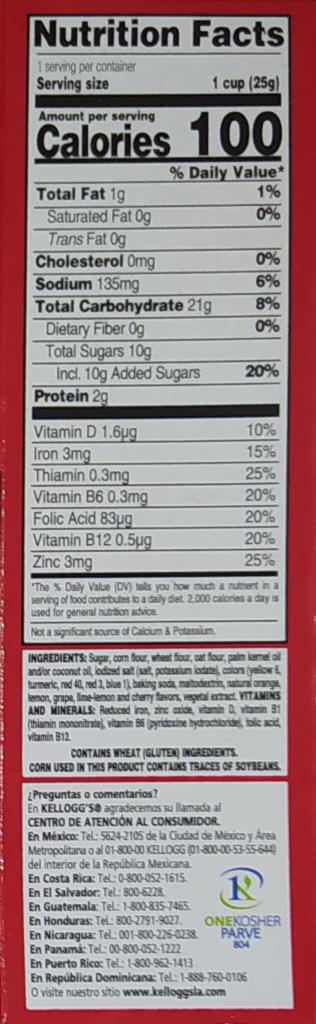 Nutrition Facts
1 serving per container
Serving size 1 cup (25g)
Amount per serving
Calories 100
% Daily Value*
Total Fat 1g 1%
Saturated Fat 0g 0%
Trans Fat 0g
Cholesterol 0mg 0%
Sodium 135mg 6%
Total Carbohydrate 21g 8%
Dietary Fiber 0g 0%
Total Sugars 10g
Incl. 10g Added Sugars 20%
Protein 2g
Vitamin D 1.6µg 10%
Iron 3mg 15%
Thiamin 0.3mg 25%
Vitamin B6 0.3mg 20%
Folic Acid 83µg 20%
Vitamin B12 0.5µg 20%
Zinc 3mg 25%
*The % Daily Value (DV) tells you how much a nutrient in a
serving of food contributes to a daily diet. 2,000 calories a day is
used for general nutrition advice.
Not a significant source of Calcium & Potassium.
INGREDIENTS: Sugar, corn flour, wheat flour, oat flour, palm kernel oil
and/or coconut oil, iodized salt (salt, potassium iodate), colors (yellow 6,
turmeric, red 40, red 3, blue 1), baking soda, maltodextrin, natural orange,
lemon, grape, lime-lemon and cherry flavors, vegetal extract. VITAMINS
AND MINERALS: Reduced iron, zinc oxide, vitamin D, vitamin B1
(thiamin mononitrate), vitamin B6 (pyridoxine hydrochloride), folic acid,
vitamin B12.
CONTAINS WHEAT (GLUTEN) INGREDIENTS.
CORN USED IN THIS PRODUCT CONTAINS TRACES OF SOYBEANS.
¿Preguntas o comentarios?
En KELLOGG'S® agradecemos su llamada al
CENTRO DE ATENCIÓN AL CONSUMIDOR.
En México: Tel.: 5624-2105 de la Ciudad de México y Área
Metropolitana o al 01-800-00 KELLOGG (01-800-00-53-55-644)
del interior de la República Mexicana.
En Costa Rica: Tel.: 0-800-052-1615.
En El Salvador: Tel.: 800-6228.
En Guatemala: Tel.: 1-800-835-7465.
En Honduras: Tel.: 800-2791-9027.
En Nicaragua: Tel.: 001-800-226-0238.
En Panamá: Tel.: 00-800-052-1222
En Puerto Rico: Tel.: 1-800-962-1413
En República Dominicana: Tel.: 1-888-760-0106
O visite nuestro sitio www.kelloggsla.com
K
ONEKOSHER
PARVE
804